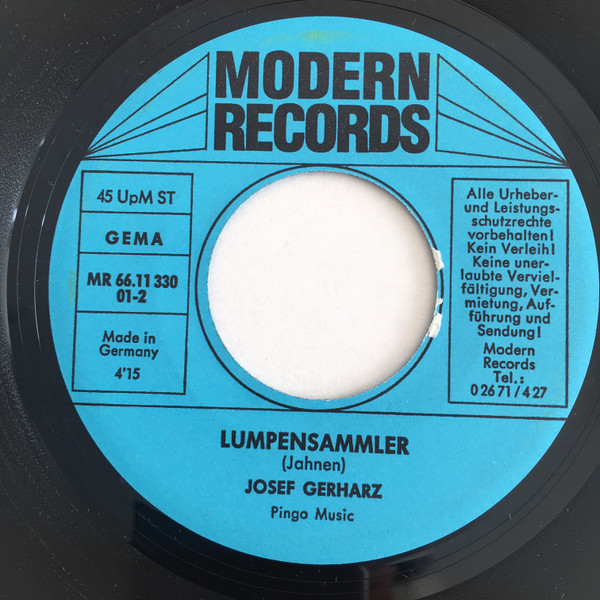 MODERN
RECORDS
45 UpM ST
GEMA
MR 66.11 330
01-2
Made in
Germany
4'15
Alle Urheber-
und Leistungs-
schutzrechte
vorbehalten!
Kein Verleih!
Keine uner-
laubte Verviel-
fältigung, Ver-
mietung, Auf-
führung und
Sendung!
Modern
Records
Tel.:
0 26 71 / 4 27
LUMPENSAMMLER
(Jahnen)
JOSEF GERHARZ
Pingo Music